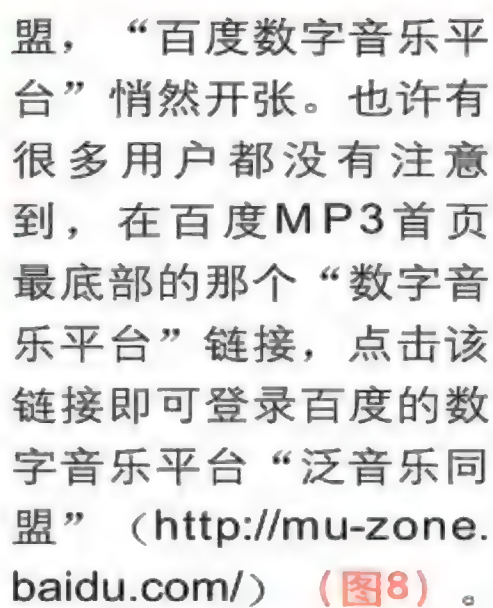 盟，“百度数字音乐平
台”悄然开张。也许有
很多用户都没有注意
到，在百度MP3首页
最底部的那个“数字音
乐平台”链接，点击该
链接即可登录百度的数
字音乐平台“泛音乐同
盟”（http://mu-zone.
baidu.com/）（图8）。